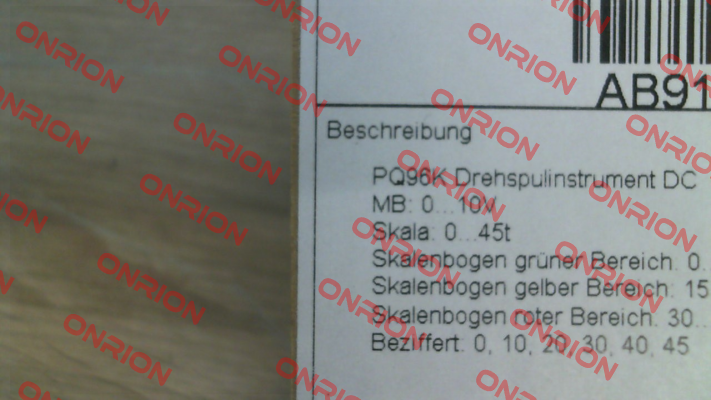 AB91
Beschreibung
PQ96K Drehspulinstrument DC
MB: 0...10V
Skala: 0...45t
Skalenbogen grüner Bereich: 0..
Skalenbogen gelber Bereich: 15
Skalenbogen roter Bereich: 30...
Beziffert: 0, 10, 20, 30, 40, 45
ONRION